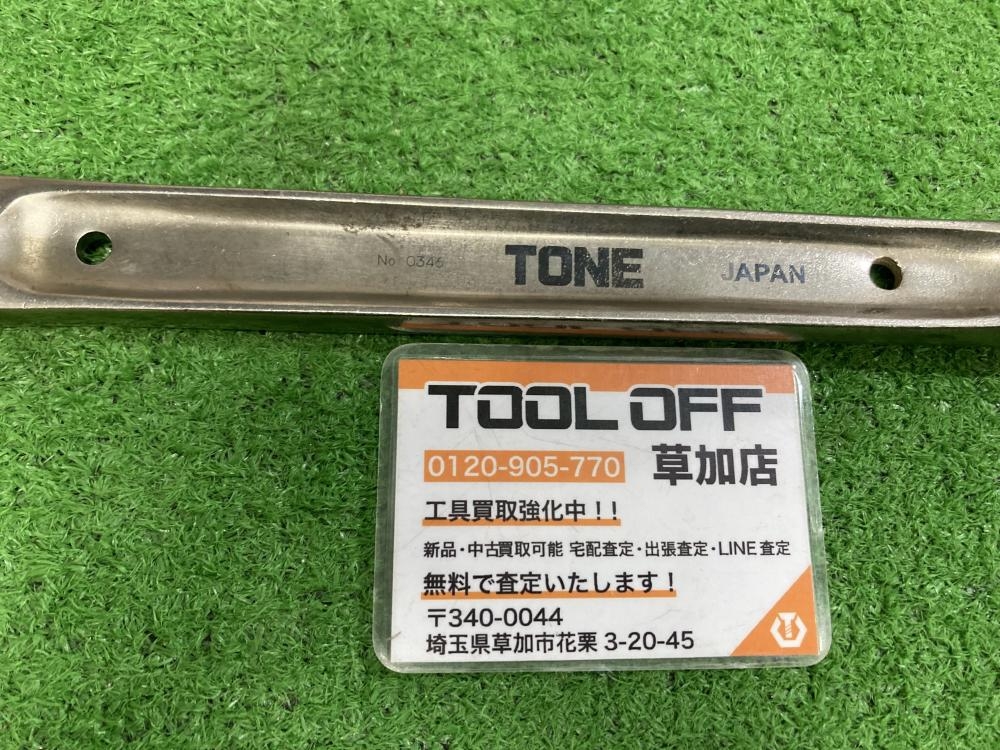 No 0346 TONE JAPAN
TOOL OFF
0120-905-770 草加店
工具買取強化中!!
新品・中古買取可能 宅配査定・出張査定・LINE査定
無料で査定いたします!
〒340-0044
埼玉県草加市花栗3-20-45